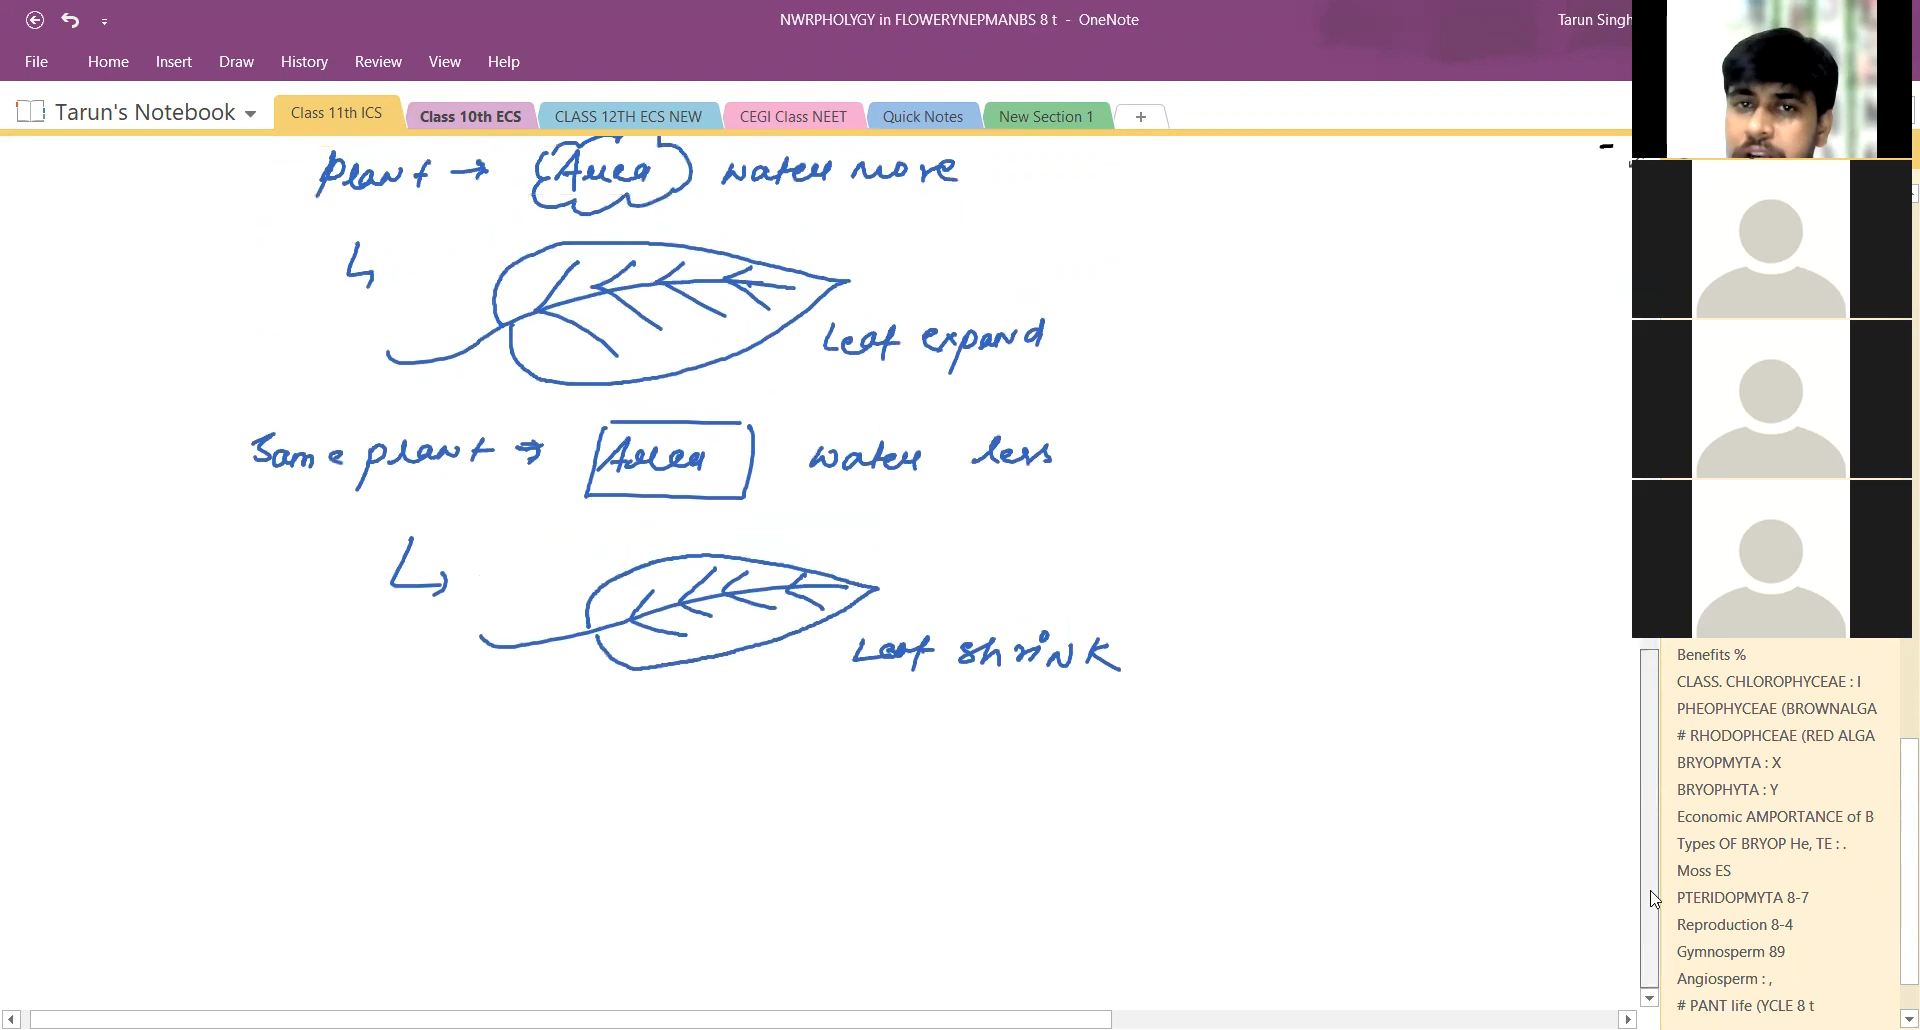 NWRPHOLYGY in FLOWERYNEPMANBS 8 t - OneNote
Tarun Singh
File Home Insert Draw History Review View Help
Tarun's Notebook
Class 11th ICS
Class 10th ECS
CLASS 12TH ECS NEW
CEGI Class NEET
Quick Notes
New Section 1
+
plant → Area water more
Leaf expand
Same plant → Area water less
Leaf shrink
Benefits %
CLASS. CHLOROPHYCEAE : I
PHEOPHYCEAE (BROWNALGA
# RHODOPHCEAE (RED ALGA
BRYOPMYTA : X
BRYOPHYTA : Y
Economic AMPORTANCE of B
Types OF BRYOP He, TE : .
Moss ES
PTERIDOPMYTA 8-7
Reproduction 8-4
Gymnosperm 89
Angiosperm : ,
# PANT life (YCLE 8 t